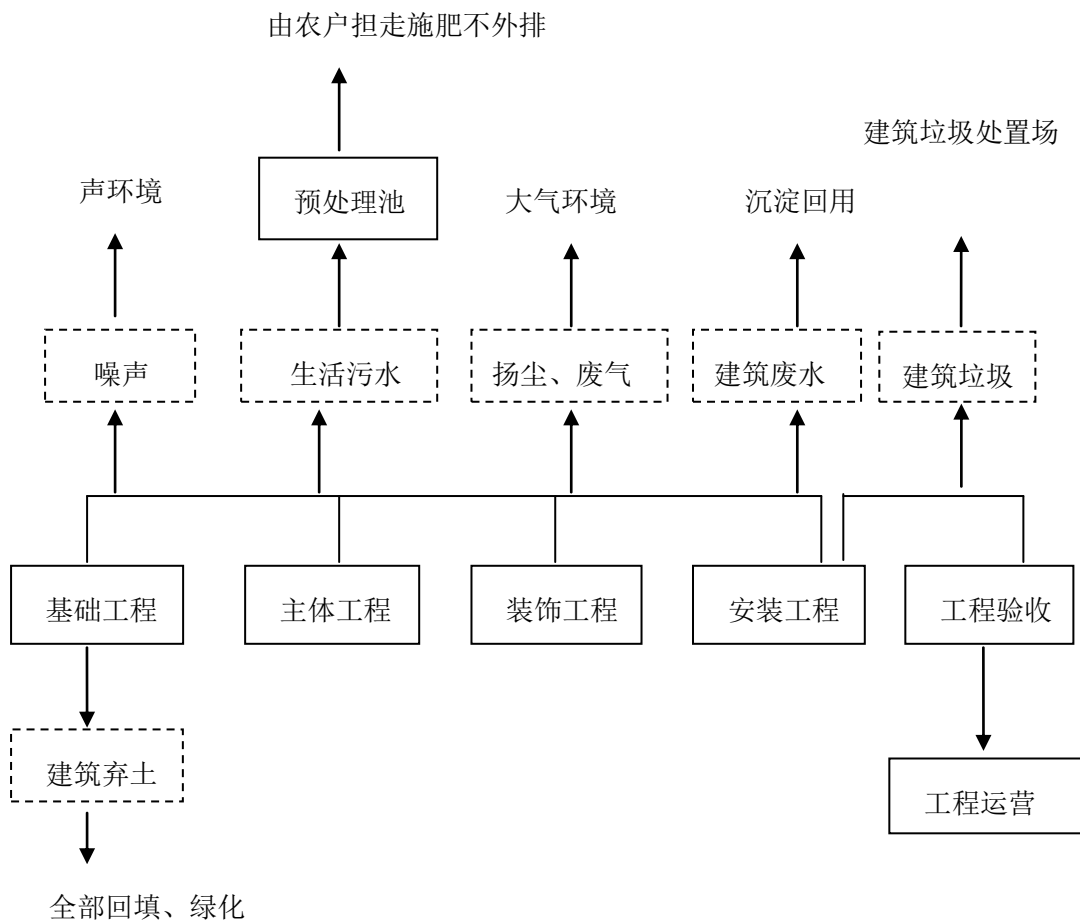 由农户担走施肥不外排
建筑垃圾处置场
声环境
预处理池
大气环境
沉淀回用
噪声
生活污水
扬尘、废气
建筑废水
建筑垃圾
基础工程
主体工程
装饰工程
安装工程
工程验收
建筑弃土
工程运营
全部回填、绿化